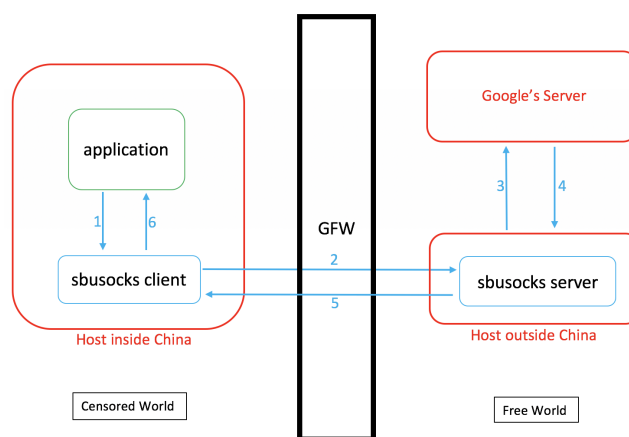 Google's Server
application
3
4
1
6
GFW
2
sbusocks client
sbusocks server
5
Host inside China
Host outside China
Censored World
Free World